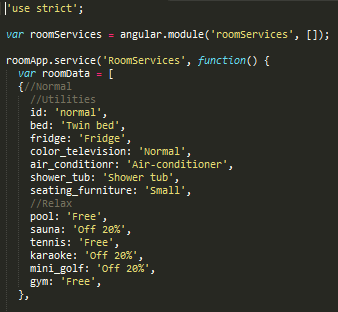 'use strict';
var roomServices = angular.module('roomServices', []);
roomApp.service('RoomServices', function() {
var roomData = [
{//Normal
//Utilities
id: 'normal',
bed: 'Twin bed',
fridge: 'Fridge',
color_television: 'Normal',
air_conditionr: 'Air-conditioner',
shower_tub: 'Shower tub',
seating_furniture: 'Small',
//Relax
pool: 'Free',
sauna: 'Off 20%',
tennis: 'Free',
karaoke: 'Off 20%',
mini_golf: 'Off 20%',
gym: 'Free',
},